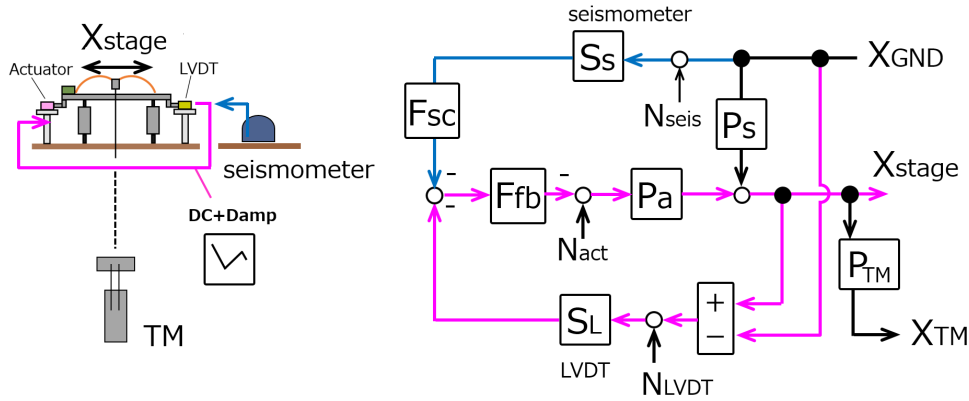 Xstage
Actuator
LVDT
seismometer
DC+Damp
TM
seismometer
Ss
XGND
Fsc
Nseis
Ps
Xstage
-
-
Ffb
-
Pa
Nact
PTM
+
−
SL
LVDT
NLVDT
XTM